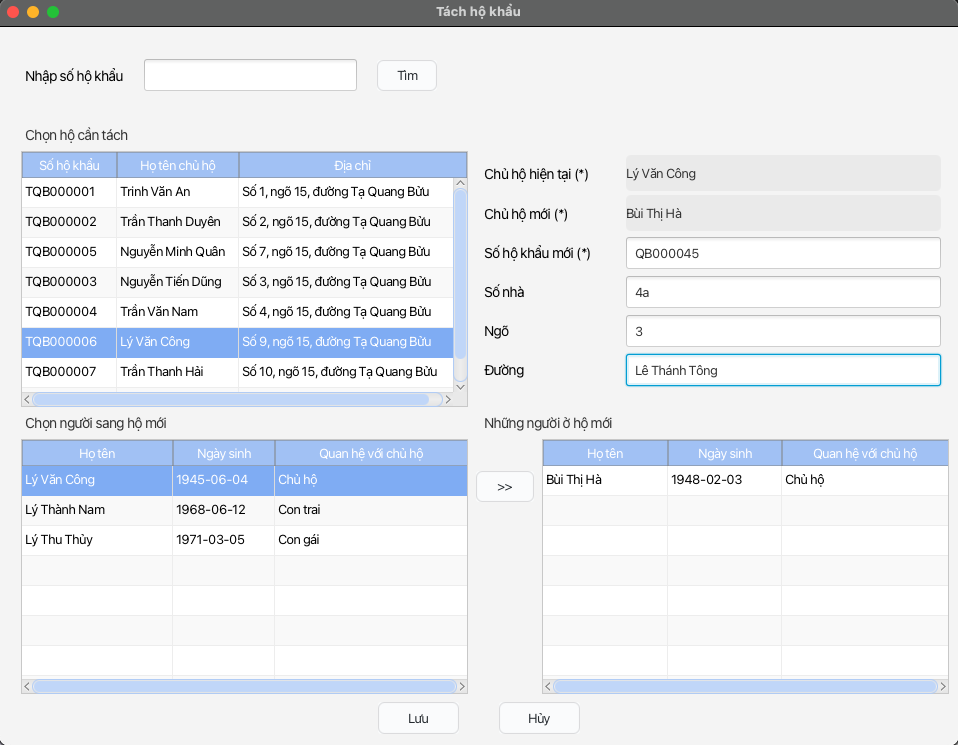 Tách hộ khẩu
Nhập số hộ khẩu Tìm
Chọn hộ cần tách
Số hộ khẩu Họ tên chủ hộ Địa chỉ
TQB000001 Trinh Văn An Số 1, ngõ 15, đường Tạ Quang Bửu
TQB000002 Trần Thanh Duyên Số 2, ngõ 15, đường Tạ Quang Bửu
TQB000005 Nguyễn Minh Quân Số 7, ngõ 15, đường Tạ Quang Bửu
TQB000003 Nguyễn Tiến Dũng Số 3, ngõ 15, đường Tạ Quang Bửu
TQB000004 Trần Văn Nam Số 4, ngõ 15, đường Tạ Quang Bửu
TQB000006 Lý Văn Công Số 9, ngõ 15, đường Tạ Quang Bửu
TQB000007 Trần Thanh Hải Số 10, ngõ 15, đường Tạ Quang Bửu
Chủ hộ hiện tại (*) Lý Văn Công
Chủ hộ mới (*) Bùi Thị Hà
Số hộ khẩu mới (*) QB000045
Số nhà 4a
Ngõ 3
Đường Lê Thánh Tông
Chọn người sang hộ mới
Họ tên Ngày sinh Quan hệ với chủ hộ
Lý Văn Công 1945-06-04 Chủ hộ
Lý Thành Nam 1968-06-12 Con trai
Lý Thu Thủy 1971-03-05 Con gái
>>
Những người ở hộ mới
Họ tên Ngày sinh Quan hệ với chủ hộ
Bùi Thị Hà 1948-02-03 Chủ hộ
Lưu Hủy